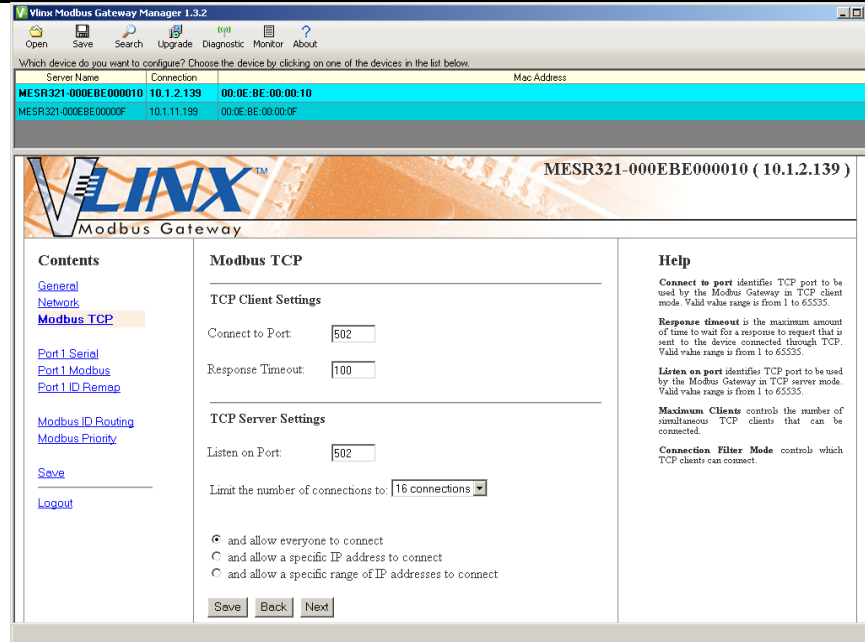 Vlinx Modbus Gateway Manager 1.3.2
Open Save Search Upgrade Diagnostic Monitor About
Which device do you want to configure? Choose the device by clicking on one of the devices in the list below.
Server Name Connection Mac Address
MESR321-000EBE000010 10.1.2.139 00:0E:BE:00:00:10
MESR321-000EBE00000F 10.1.11.199 00:0E:BE:00:00:0F
VLINX™
Modbus Gateway
MESR321-000EBE000010 ( 10.1.2.139 )
Contents
General
Network
Modbus TCP
Port 1 Serial
Port 1 Modbus
Port 1 ID Remap
Modbus ID Routing
Modbus Priority
Save
Logout
Modbus TCP
TCP Client Settings
Connect to Port: 502
Response Timeout: 100
TCP Server Settings
Listen on Port: 502
Limit the number of connections to: 16 connections
and allow everyone to connect
and allow a specific IP address to connect
and allow a specific range of IP addresses to connect
Save Back Next
Help
Connect to port identifies TCP port to be
used by the Modbus Gateway in TCP client
mode. Valid value range is from 1 to 65535.
Response timeout is the maximum amount
of time to wait for a response to request that is
sent to the device connected through TCP.
Valid value range is from 1 to 65535.
Listen on port identifies TCP port to be used
by the Modbus Gateway in TCP server mode.
Valid value range is from 1 to 65535.
Maximum Clients controls the number of
simultaneous TCP clients that can be
connected.
Connection Filter Mode controls which
TCP clients can connect.